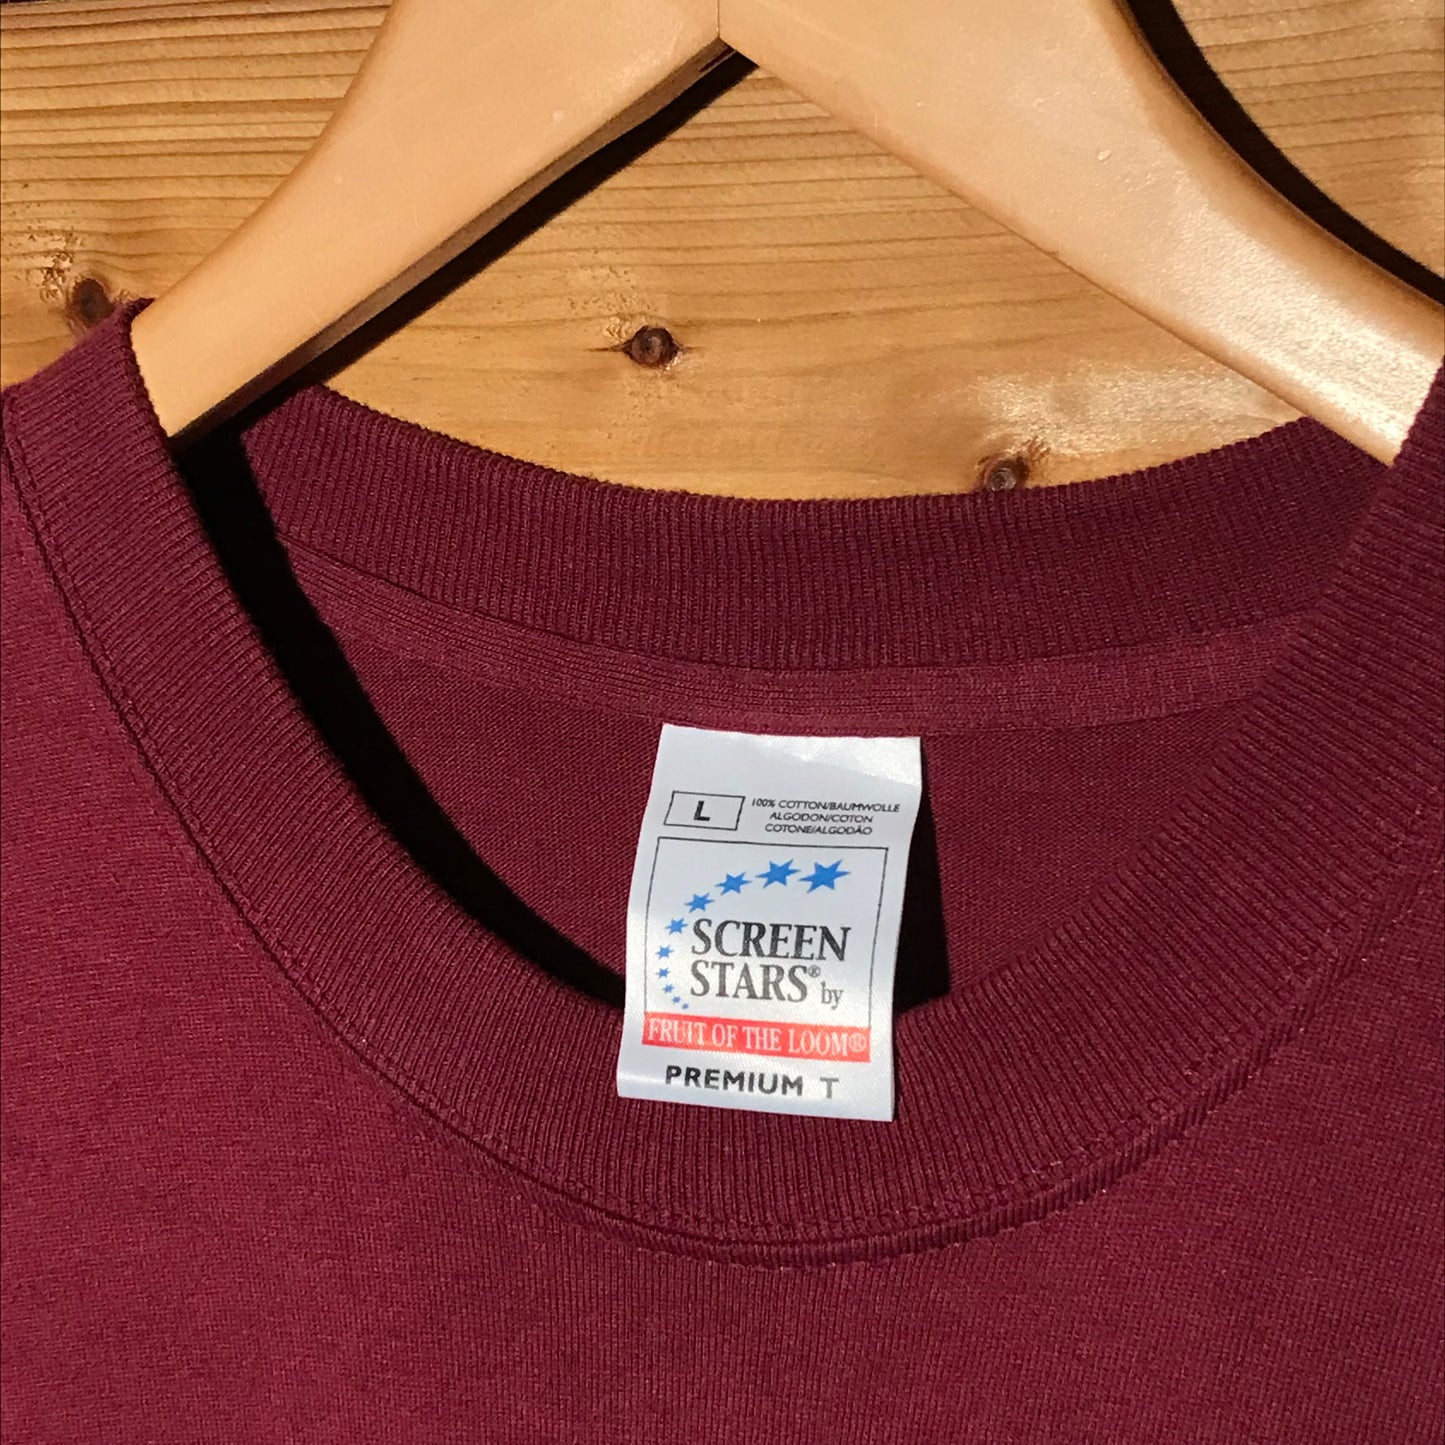 L
100% COTTON/BAUMWOLLE
ALGODON/COTON
COTONE/ALGODÃO
SCREEN
STARS® by
FRUIT OF THE LOOM®
PREMIUM T